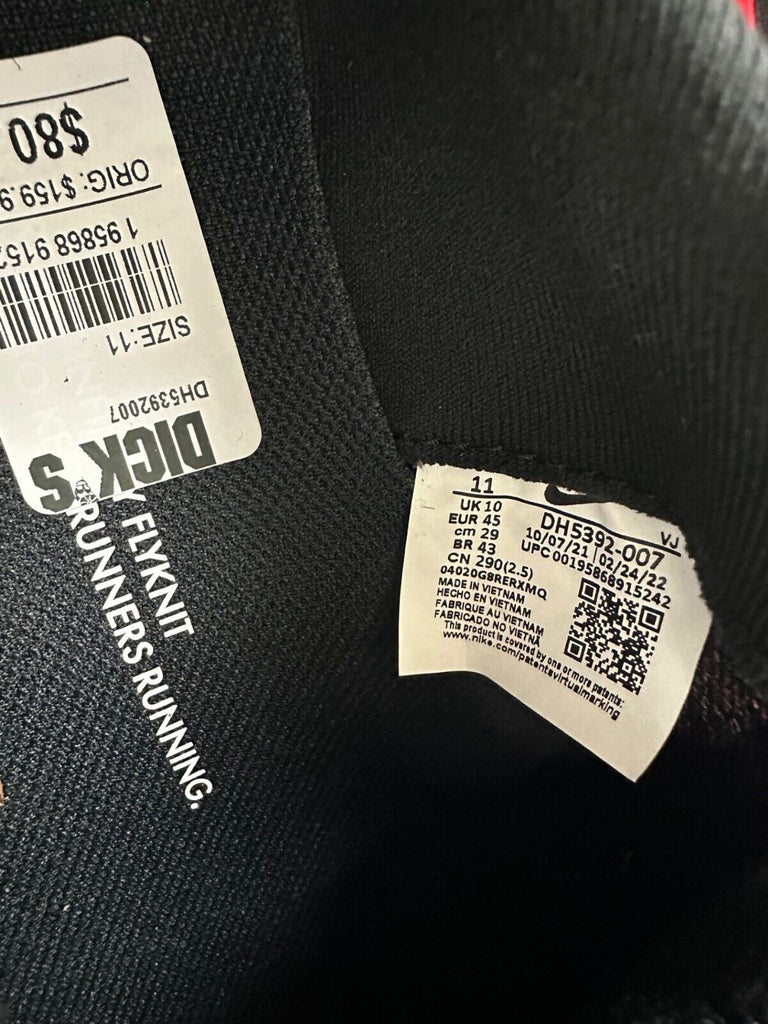 DICK'S
DH5392007
SIZE:11
1 95868 9152
ORIG: $159.9
$80
Y FLYKNIT
RUNNERS RUNNING.
11
UK 10
EUR 45
cm 29
BR 43
CN 290(2.5)
04020G8RERXMQ
MADE IN VIETNAM
HECHO EN VIETNAM
FABRIQUE AU VIETNAM
FABRICADO NO VIETNÃ
DH5392-007
VJ
10/07/21 | 02/24/22
UPC 00195868915242
This product is covered by one or more patents:
www.nike.com/patentsvirtualmarking